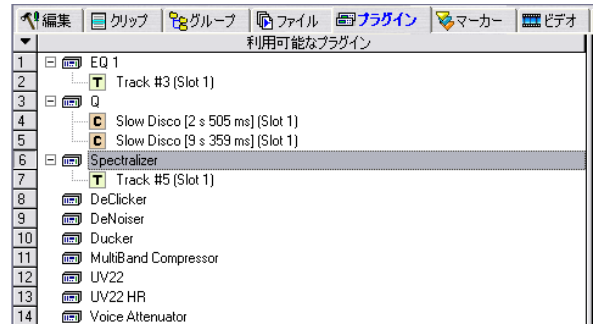 編集 クリップ グループ ファイル プラグイン マーカー ビデオ
利用可能なプラグイン
1 EQ 1
2 T Track #3 (Slot 1)
3 Q
4 C Slow Disco [2 s 505 ms] (Slot 1)
5 C Slow Disco [9 s 359 ms] (Slot 1)
6 Spectralizer
7 T Track #5 (Slot 1)
8 DeClicker
9 DeNoiser
10 Ducker
11 MultiBand Compressor
12 UV22
13 UV22 HR
14 Voice Attenuator